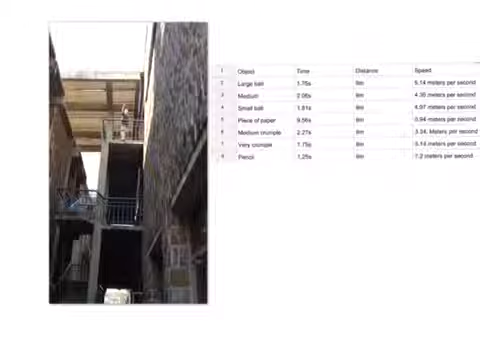 1 Object Time Distance Speed
2 Large ball 1.75s 9m 5.14 meters per second
3 Medium 2.06s 9m 4.36 meters per second
4 Small ball 1.81s 9m 4.97 meters per second
5 Piece of paper 9.56s 9m 0.94 meters per second
6 Medium crumple 2.27s 9m Meters per second
7 Very crumple 1.75s 9m 5.14 meters per second
8 Pencil 1.25s 9m 7.2 meters per second